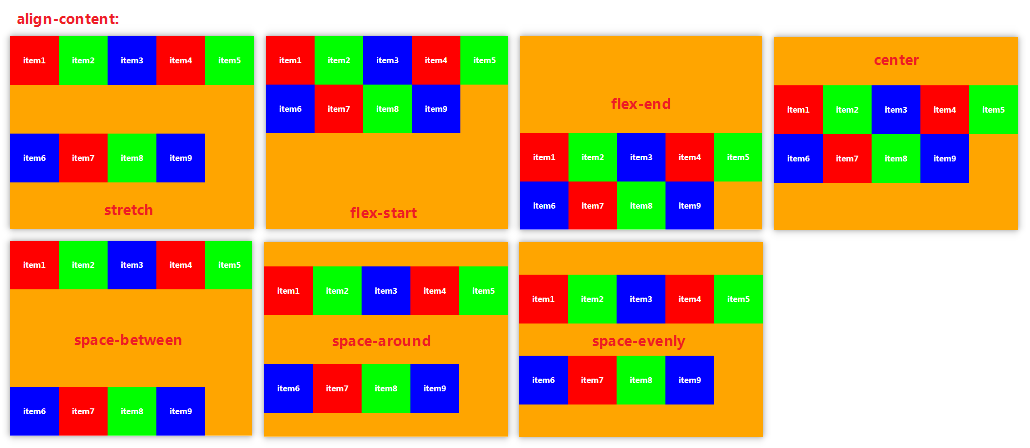 align-content:
item1 item2 item3 item4 item5
item6 item7 item8 item9
stretch
item1 item2 item3 item4 item5
item6 item7 item8 item9
flex-start
flex-end
item1 item2 item3 item4 item5
item6 item7 item8 item9
center
item1 item2 item3 item4 item5
item6 item7 item8 item9
item1 item2 item3 item4 item5
space-between
item6 item7 item8 item9
item1 item2 item3 item4 item5
space-around
item6 item7 item8 item9
item1 item2 item3 item4 item5
space-evenly
item6 item7 item8 item9